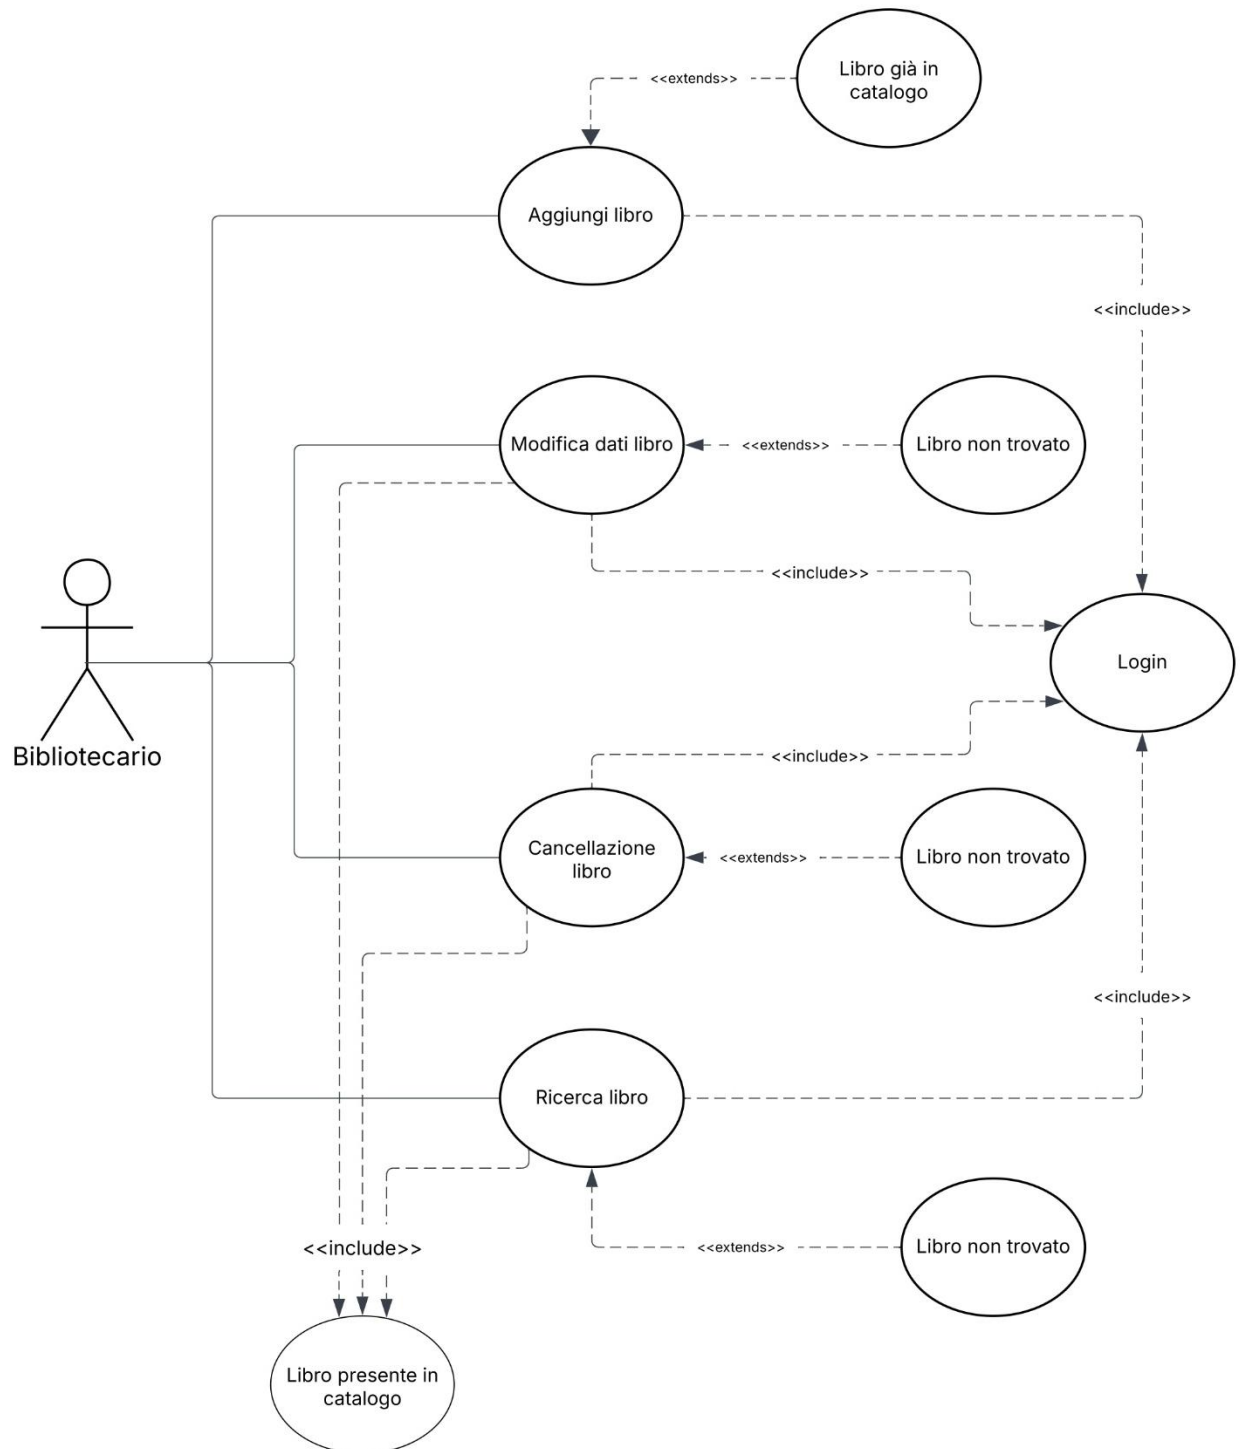 Libro già in
catalogo
<<extends>>
Aggiungi libro
<<include>>
Modifica dati libro
<<extends>>
Libro non trovato
<<include>>
Login
Bibliotecario
<<include>>
Cancellazione
libro
<<extends>>
Libro non trovato
<<include>>
Ricerca libro
<<extends>>
Libro non trovato
<<include>>
Libro presente in
catalogo